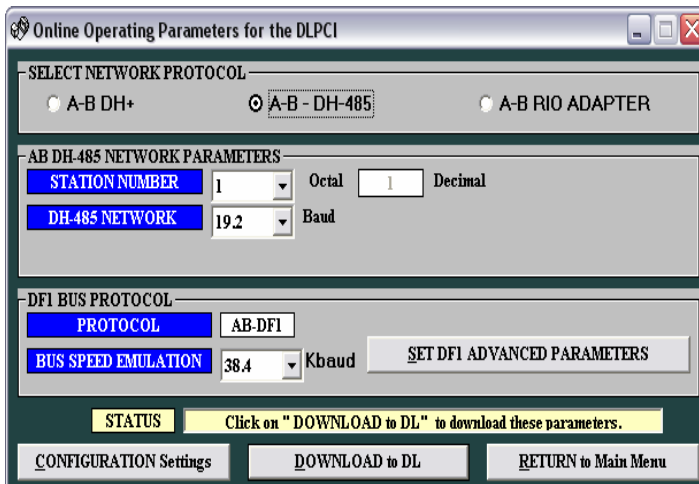 Online Operating Parameters for the DLPCI
SELECT NETWORK PROTOCOL
A-B DH+ A-B - DH-485 A-B RIO ADAPTER
AB DH-485 NETWORK PARAMETERS
STATION NUMBER 1 Octal 1 Decimal
DH-485 NETWORK 19.2 Baud
DF1 BUS PROTOCOL
PROTOCOL AB-DF1
BUS SPEED EMULATION 38.4 Kbaud SET DF1 ADVANCED PARAMETERS
STATUS Click on " DOWNLOAD to DL" to download these parameters.
CONFIGURATION Settings DOWNLOAD to DL RETURN to Main Menu